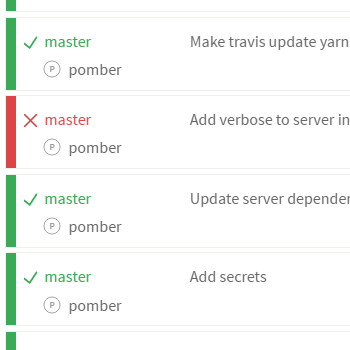 master Make travis update yarn
P pomber
master Add verbose to server in
P pomber
master Update server
P pomber
master Add secrets
P pomber